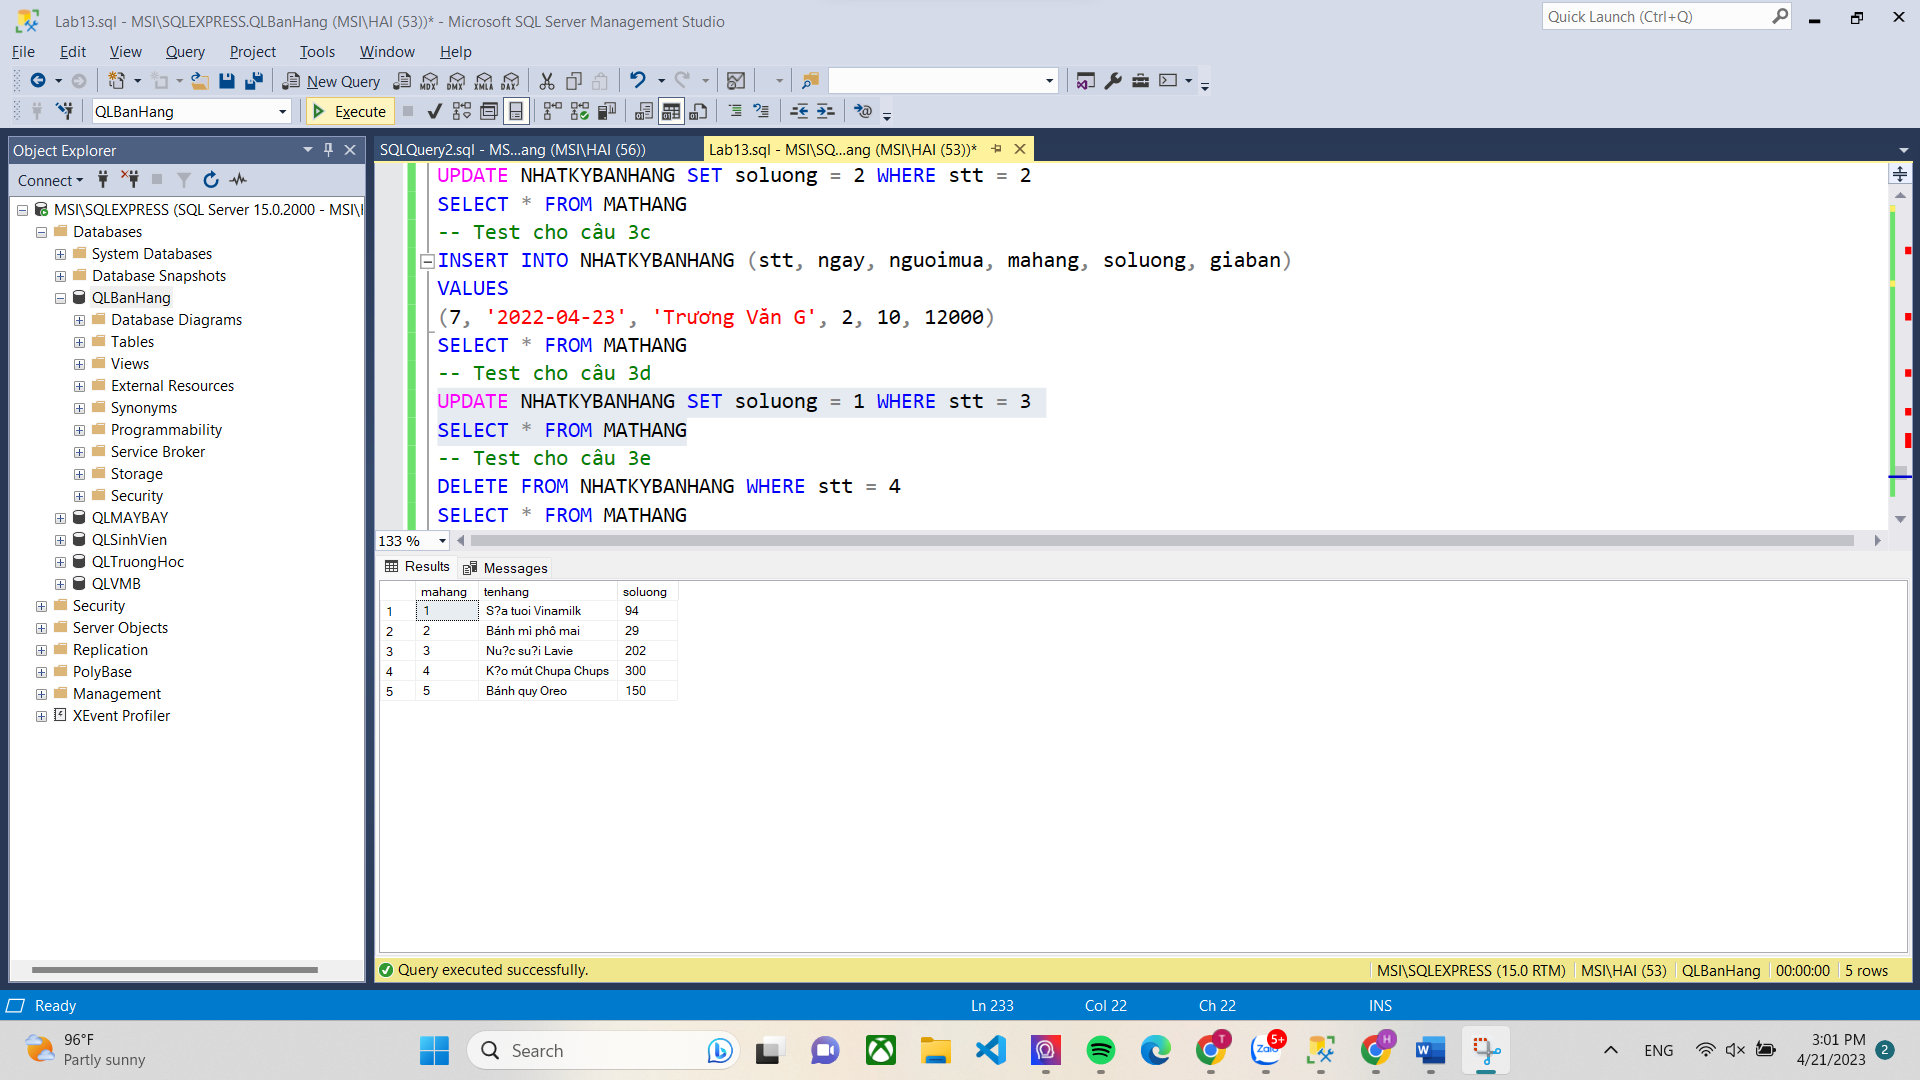 Lab13.sql - MSI\SQLEXPRESS.QLBanHang (MSI\HAI (53))* - Microsoft SQL Server Management Studio
Quick Launch (Ctrl+Q)
File Edit View Query Project Tools Window Help
New Query
MDX DMX XMLA DAX
QLBanHang
Execute
Object Explorer
Connect
MSI\SQLEXPRESS (SQL Server 15.0.2000 - MSI\
Databases
System Databases
Database Snapshots
QLBanHang
Database Diagrams
Tables
Views
External Resources
Synonyms
Programmability
Service Broker
Storage
Security
QLMAYBAY
QLSinhVien
QLTruongHoc
QLVMB
Security
Server Objects
Replication
PolyBase
Management
XEvent Profiler
SQLQuery2.sql - MS...ang (MSI\HAI (56))
Lab13.sql - MSI\SQ...ang (MSI\HAI (53))*
UPDATE NHATKYBANHANG SET soluong = 2 WHERE stt = 2
SELECT * FROM MATHANG
-- Test cho câu 3c
INSERT INTO NHATKYBANHANG (stt, ngay, nguoimua, mahang, soluong, giaban)
VALUES
(7, '2022-04-23', 'Trương Văn G', 2, 10, 12000)
SELECT * FROM MATHANG
-- Test cho câu 3d
UPDATE NHATKYBANHANG SET soluong = 1 WHERE stt = 3
SELECT * FROM MATHANG
-- Test cho câu 3e
DELETE FROM NHATKYBANHANG WHERE stt = 4
SELECT * FROM MATHANG
133 %
Results Messages
mahang tenhang soluong
1 1 S?a tuoi Vinamilk 94
2 2 Bánh mì phô mai 29
3 3 Nu?c su?i Lavie 202
4 4 K?o mút Chupa Chups 300
5 5 Bánh quy Oreo 150
Query executed successfully.
MSI\SQLEXPRESS (15.0 RTM) MSI\HAI (53) QLBanHang 00:00:00 5 rows
Ready
Ln 233 Col 22 Ch 22 INS
96°F
Partly sunny
Search
T
Zalo
5+
H
ENG
3:01 PM
4/21/2023
2